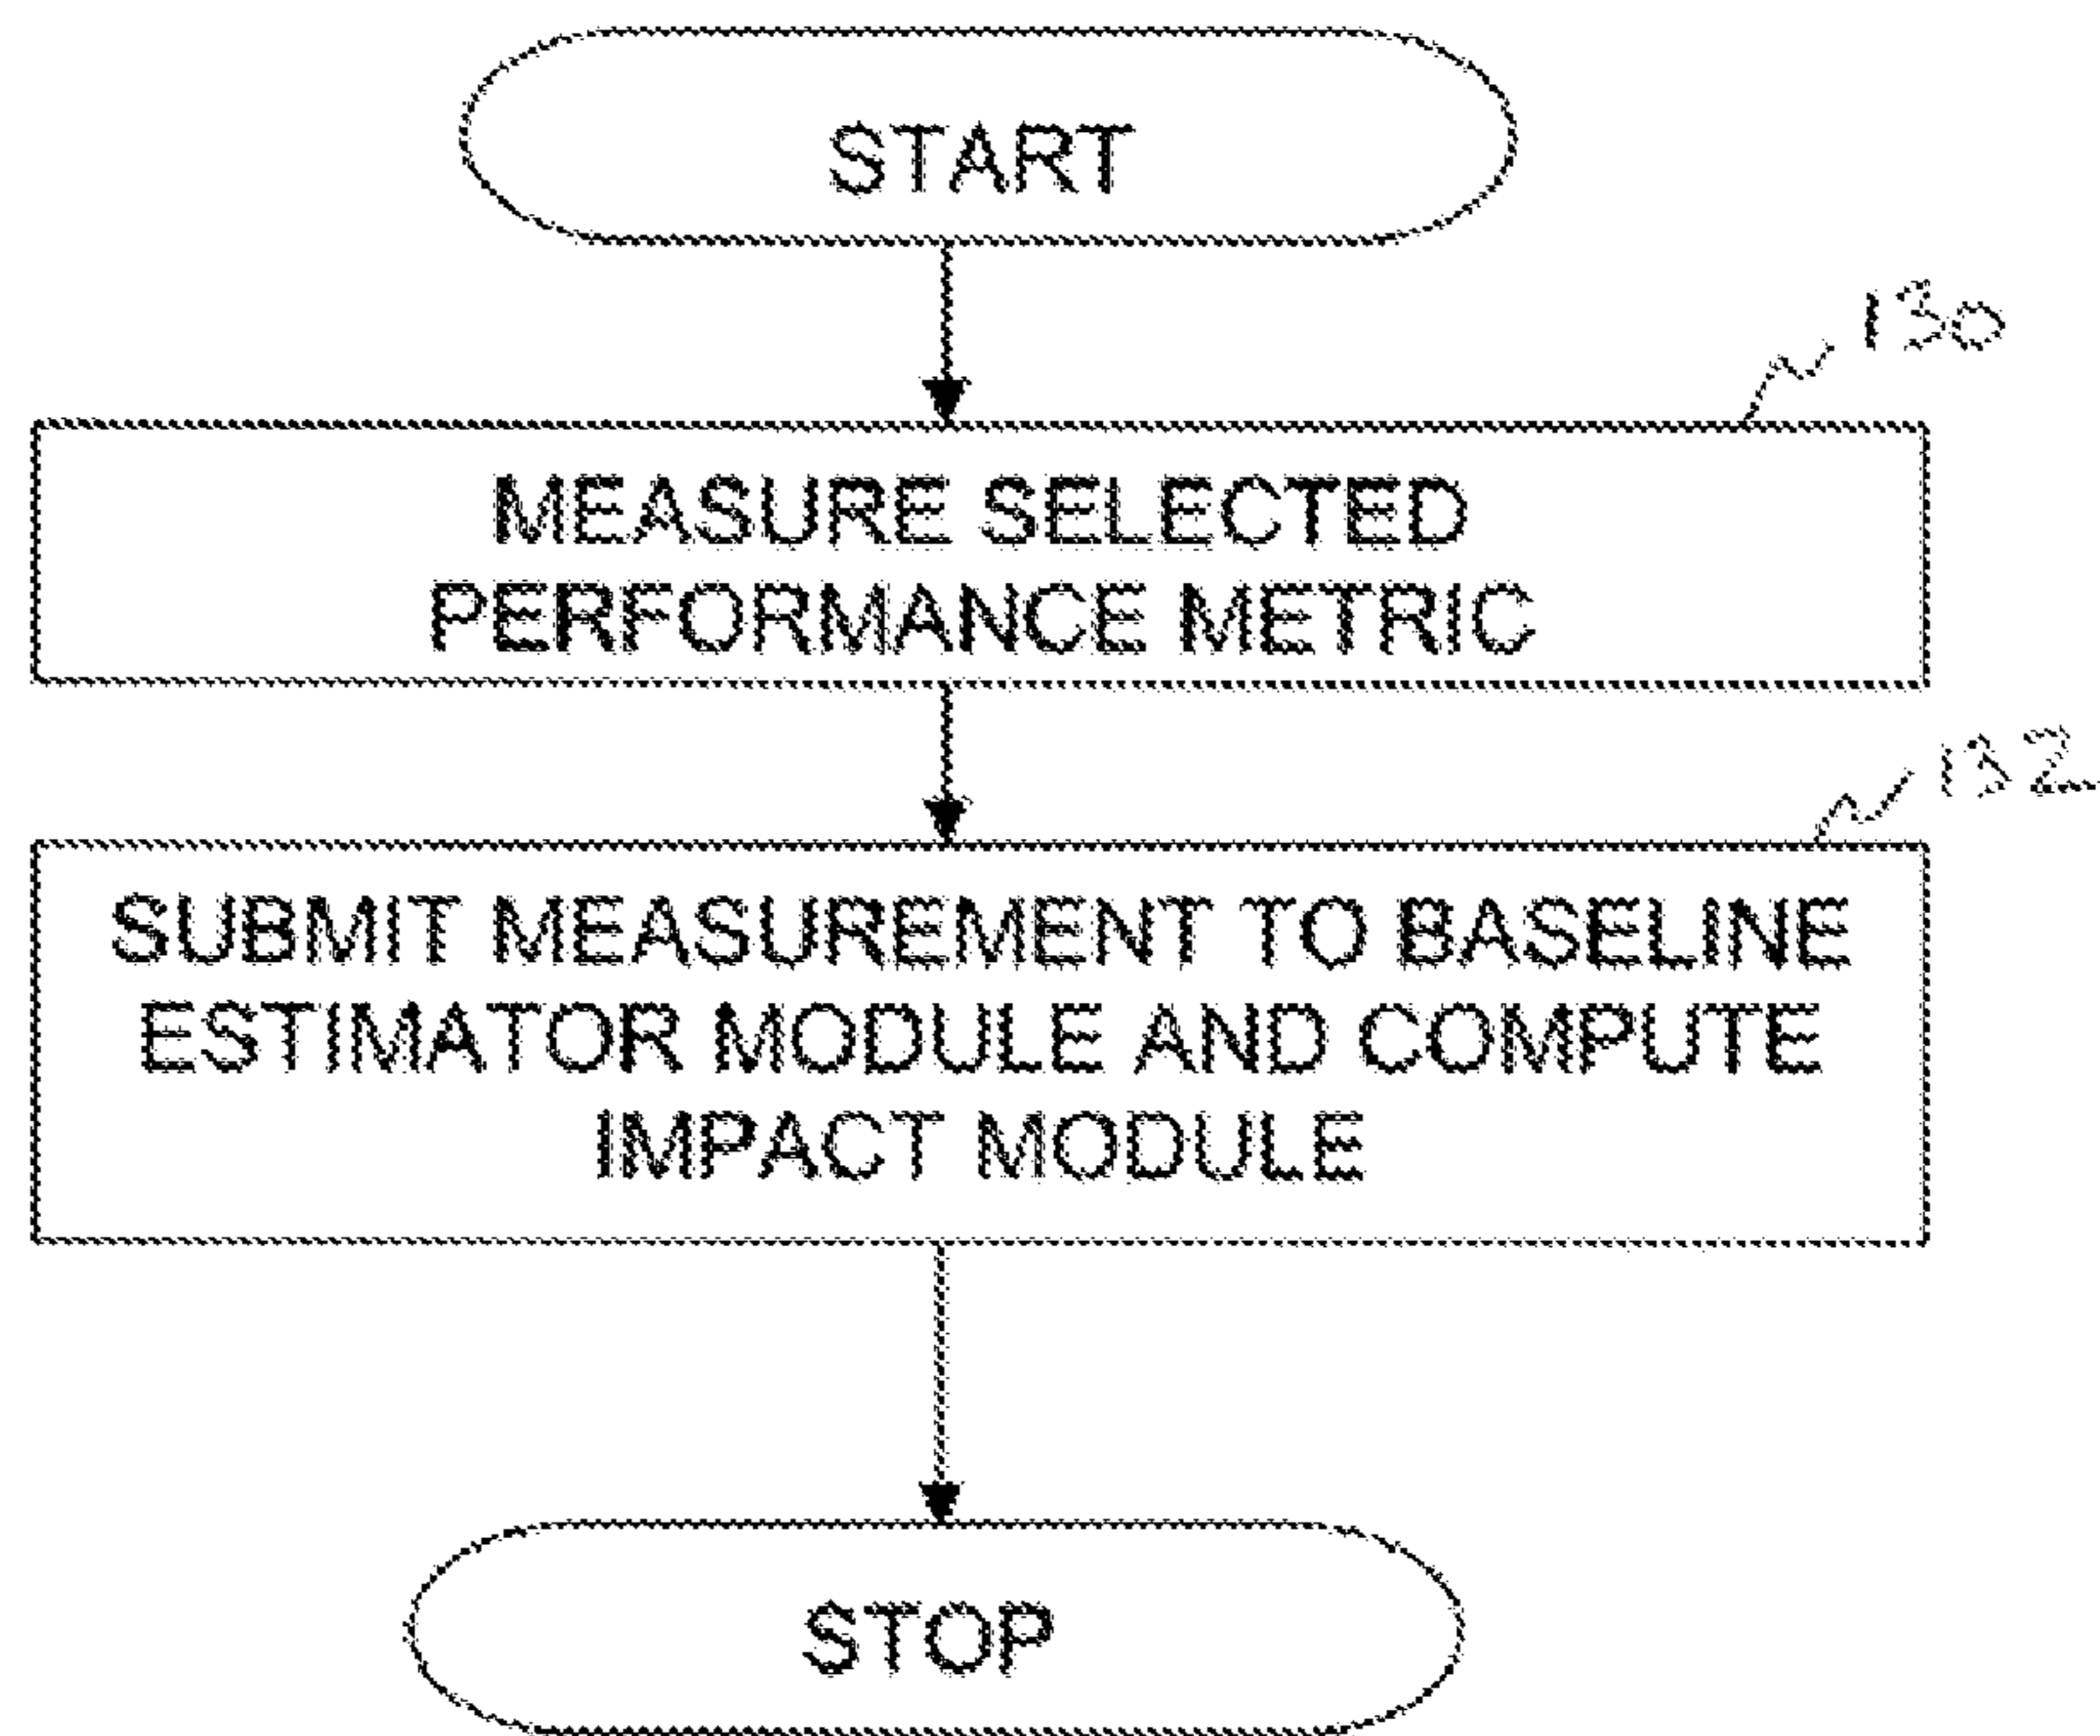 START
130
MEASURE SELECTED
PERFORMANCE METRIC
132
SUBMIT MEASUREMENT TO BASELINE
ESTIMATOR MODULE AND COMPUTE
IMPACT MODULE
STOP